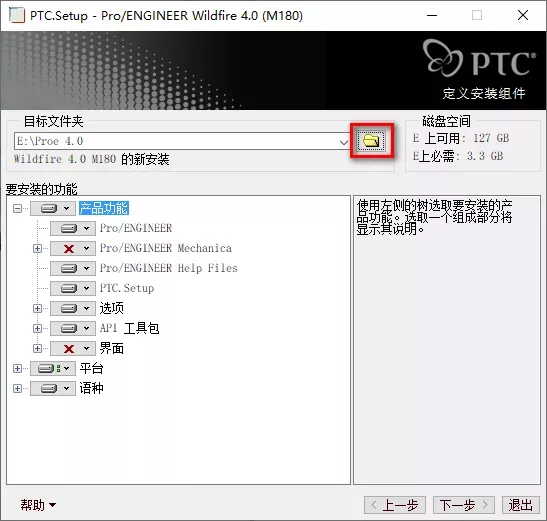 PTC.Setup - Pro/ENGINEER Wildfire 4.0 (M180)
PTC®
定义安装组件
目标文件夹
E:\Proe 4.0
Wildfire 4.0 M180 的新安装
磁盘空间
E 上可用: 127 GB
E上必需: 3.3 GB
要安装的功能
产品功能
Pro/ENGINEER
Pro/ENGINEER Mechanica
Pro/ENGINEER Help Files
PTC.Setup
选项
API 工具包
界面
平台
语种
使用左侧的树选取要安装的产
品功能。选取一个组成部分将
显示其说明。
帮助
上一步
下一步
退出